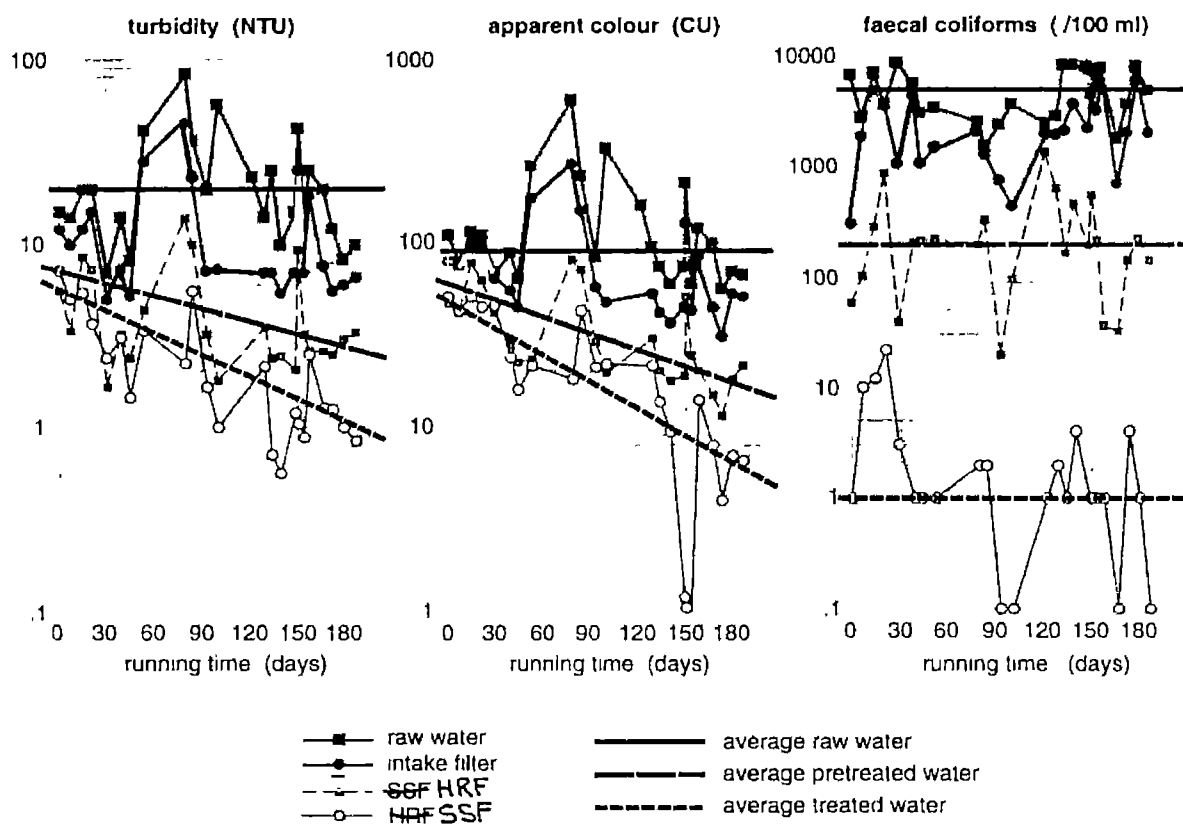 turbidity (NTU)
100
10
1
.1
0 30 60 90 120 150 180
running time (days)
apparent colour (CU)
1000
100
10
1
0 30 60 90 120 150 180
running time (days)
faecal coliforms ( /100 ml)
10000
1000
100
10
1
.1
0 30 60 90 120 150 180
running time (days)
raw water
intake filter
SSF HRF
HRF SSF
average raw water
average pretreated water
average treated water